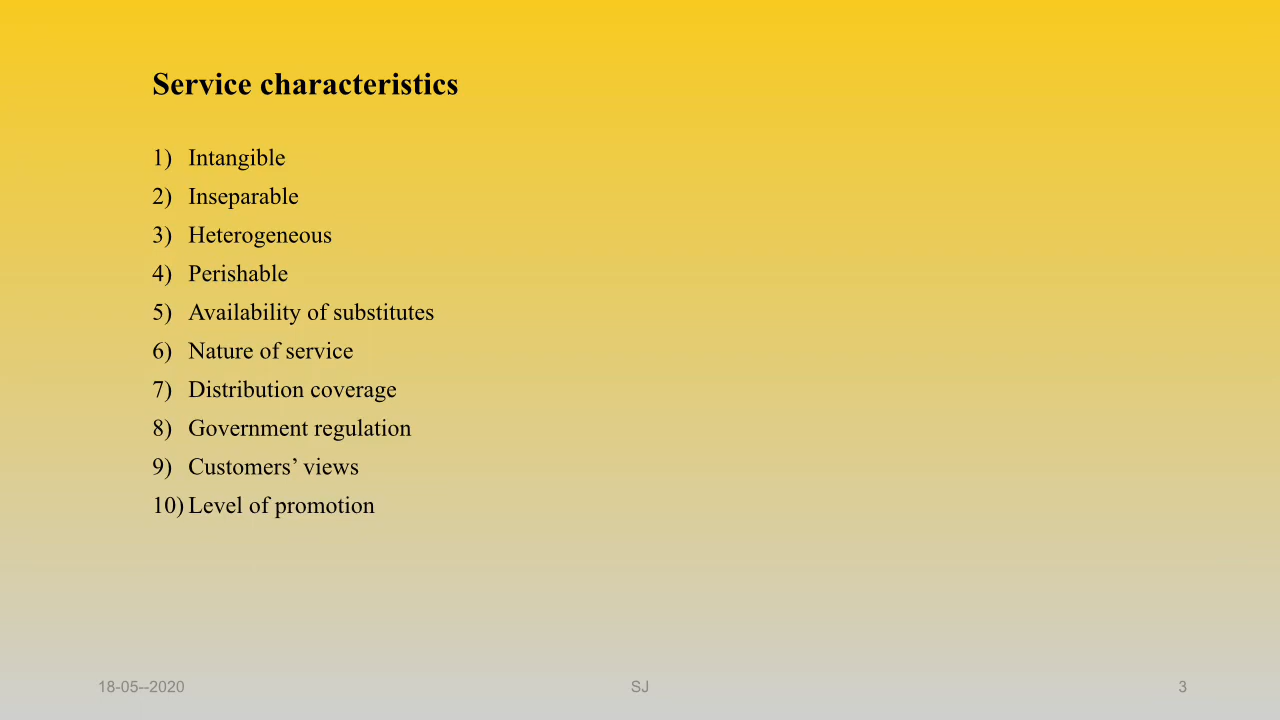 Service characteristics
1) Intangible
2) Inseparable
3) Heterogeneous
4) Perishable
5) Availability of substitutes
6) Nature of service
7) Distribution coverage
8) Government regulation
9) Customers’ views
10) Level of promotion
18-05--2020 SJ 3